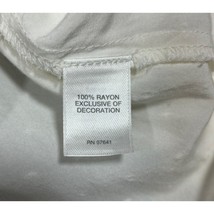 100% RAYON
EXCLUSIVE OF
DECORATION
RN 57641